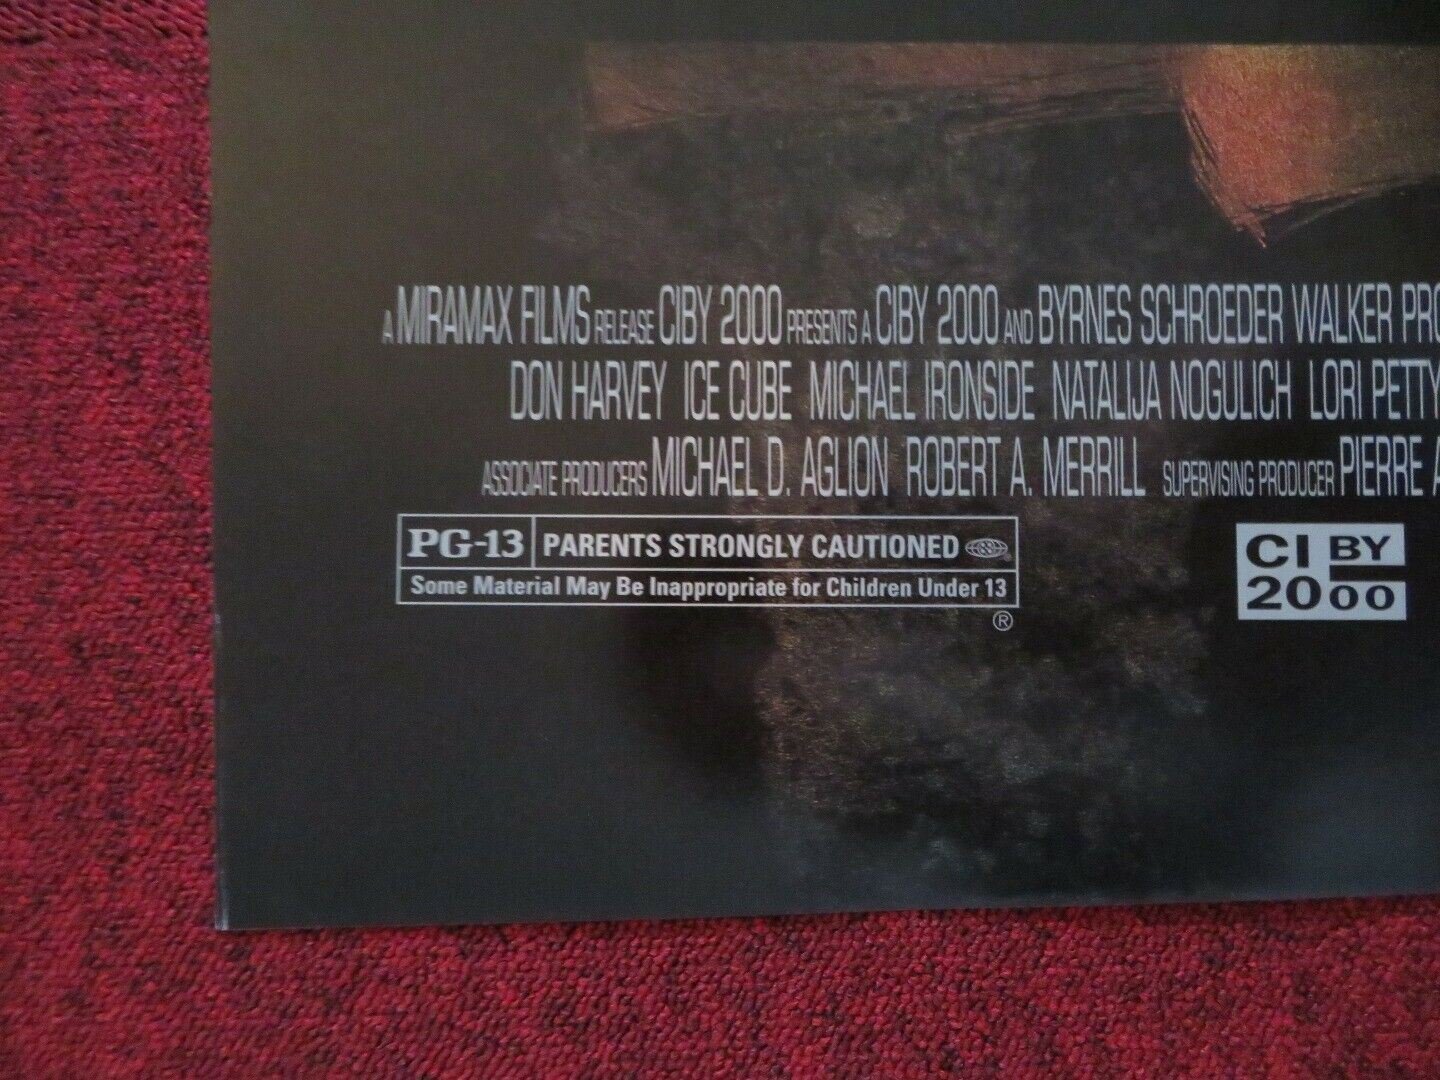 A MIRAMAX FILMS RELEASE CIBY 2000 PRESENTS A CIBY 2000 AND BYRNES SCHROEDER WALKER PRO
DON HARVEY ICE CUBE MICHAEL IRONSIDE NATALIJA NOGULICH LORI PETTY
ASSOCIATE PRODUCERS MICHAEL D. AGLION ROBERT A. MERRILL SUPERVISING PRODUCER PIERRE A
PG-13 PARENTS STRONGLY CAUTIONED
Some Material May Be Inappropriate for Children Under 13
®
CI BY
2000